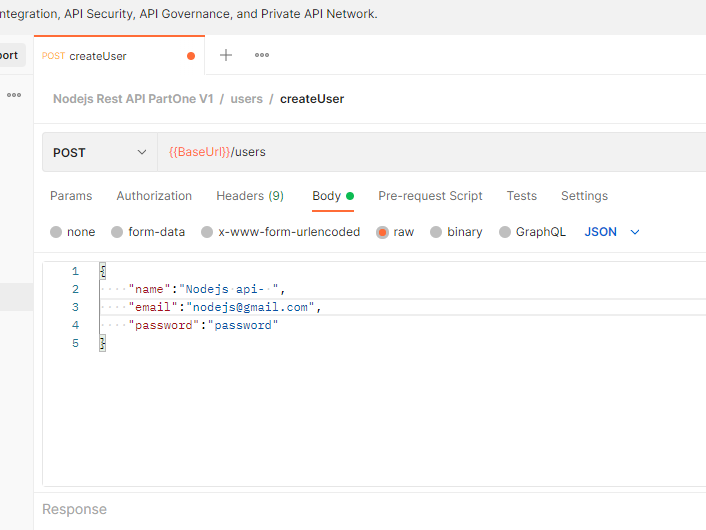 ntegration, API Security, API Governance, and Private API Network.
port
POST createUser
Nodejs Rest API PartOne V1 / users / createUser
POST {{BaseUrl}}/users
Params Authorization Headers (9) Body Pre-request Script Tests Settings
none form-data x-www-form-urlencoded raw binary GraphQL JSON
1 {
2 "name":"Nodejs api- ",
3 "email":"nodejs@gmail.com",
4 "password":"password"
5 }
Response